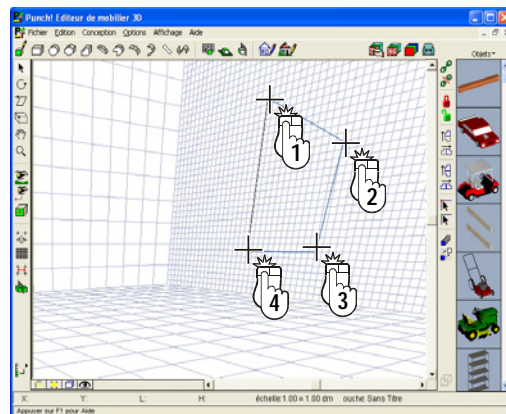 Punch! Editeur de mobilier 3D
Fichier Edition Conception Options Affichage Aide
Objets
1
2
3
4
X: Y: L: H: échelle:1.00 = 1.00 dm ouche: Sans Titre
Appuyer sur F1 pour Aide